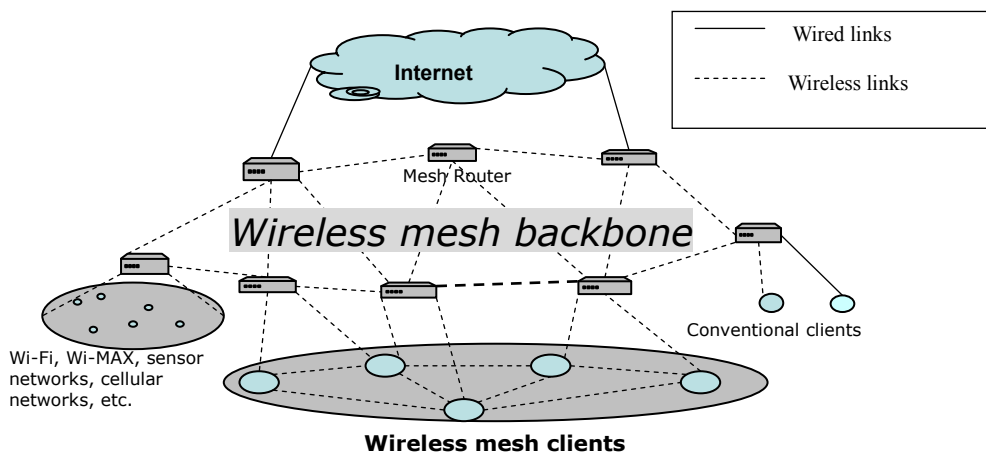 Internet
Wired links
Wireless links
Mesh Router
Wireless mesh backbone
Conventional clients
Wi-Fi, Wi-MAX, sensor
networks, cellular
networks, etc.
Wireless mesh clients